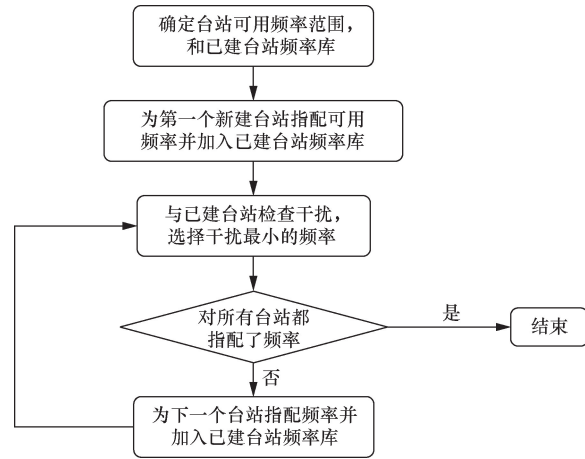 确定台站可用频率范围，
和已建台站频率库
为第一个新建台站指配可用
频率并加入已建台站频率库
与已建台站检查干扰，
选择干扰最小的频率
对所有台站都
指配了频率
是
结束
否
为下一个台站指配频率并
加入已建台站频率库